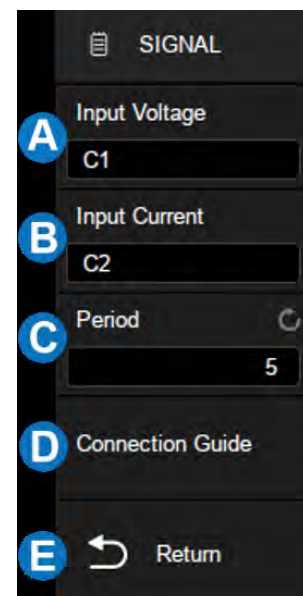 SIGNAL
A
Input Voltage
C1
B
Input Current
C2
C
Period
5
D
Connection Guide
E
Return